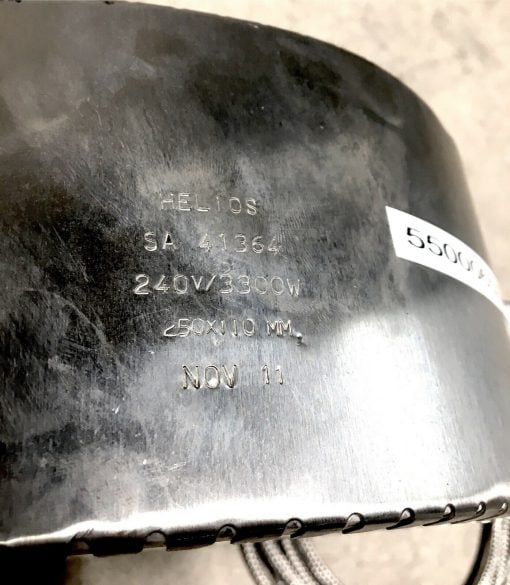 HELIOS
SA 41364
240V/3300W
250X110 MM
NOV 11